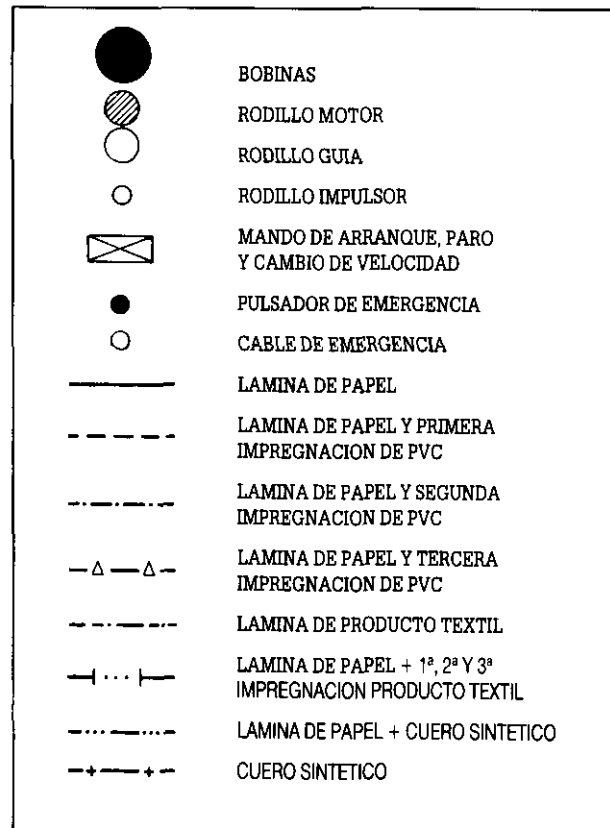 BOBINAS
RODILLO MOTOR
RODILLO GUIA
RODILLO IMPULSOR
MANDO DE ARRANQUE, PARO
Y CAMBIO DE VELOCIDAD
PULSADOR DE EMERGENCIA
CABLE DE EMERGENCIA
LAMINA DE PAPEL
LAMINA DE PAPEL Y PRIMERA
IMPREGNACION DE PVC
LAMINA DE PAPEL Y SEGUNDA
IMPREGNACION DE PVC
LAMINA DE PAPEL Y TERCERA
IMPREGNACION DE PVC
LAMINA DE PRODUCTO TEXTIL
LAMINA DE PAPEL + 1ª, 2ª Y 3ª
IMPREGNACION PRODUCTO TEXTIL
LAMINA DE PAPEL + CUERO SINTETICO
CUERO SINTETICO